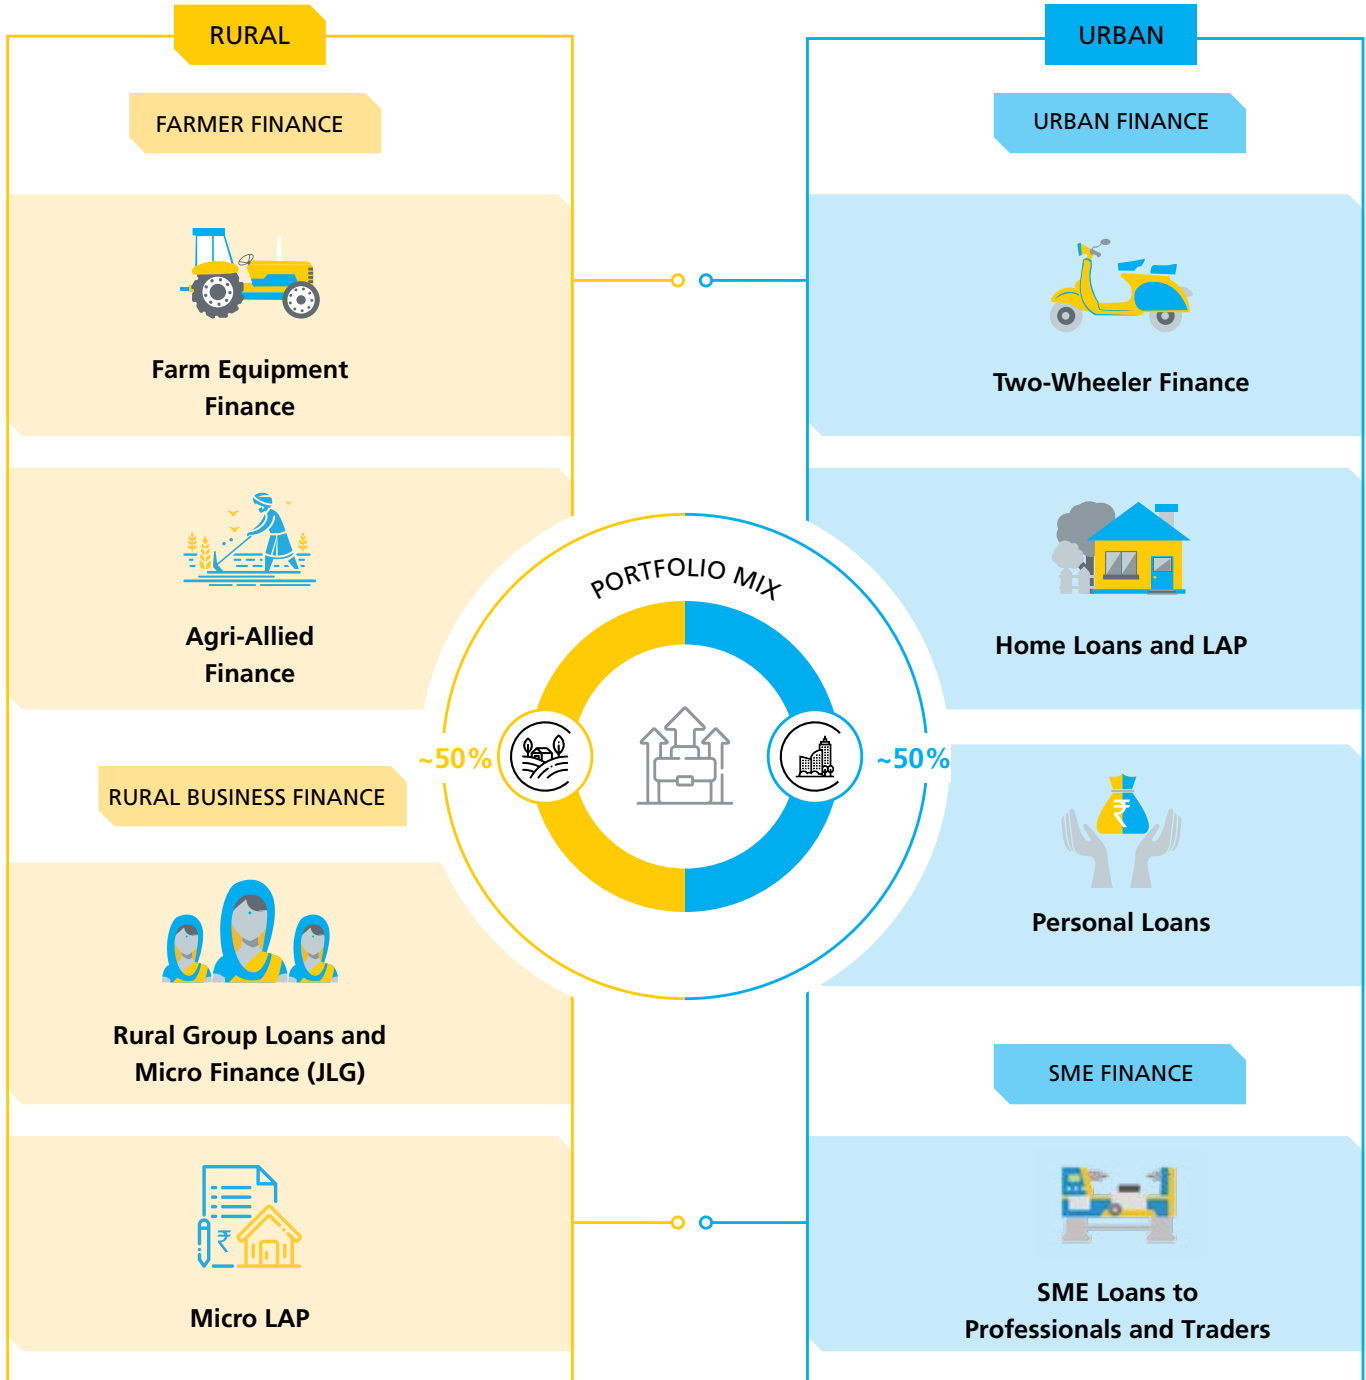 RURAL
FARMER FINANCE
Farm Equipment
Finance
Agri-Allied
Finance
RURAL BUSINESS FINANCE
Rural Group Loans and
Micro Finance (JLG)
₹
Micro LAP
PORTFOLIO MIX
~50%
~50%
URBAN
URBAN FINANCE
Two-Wheeler Finance
Home Loans and LAP
₹
Personal Loans
SME FINANCE
SME Loans to
Professionals and Traders